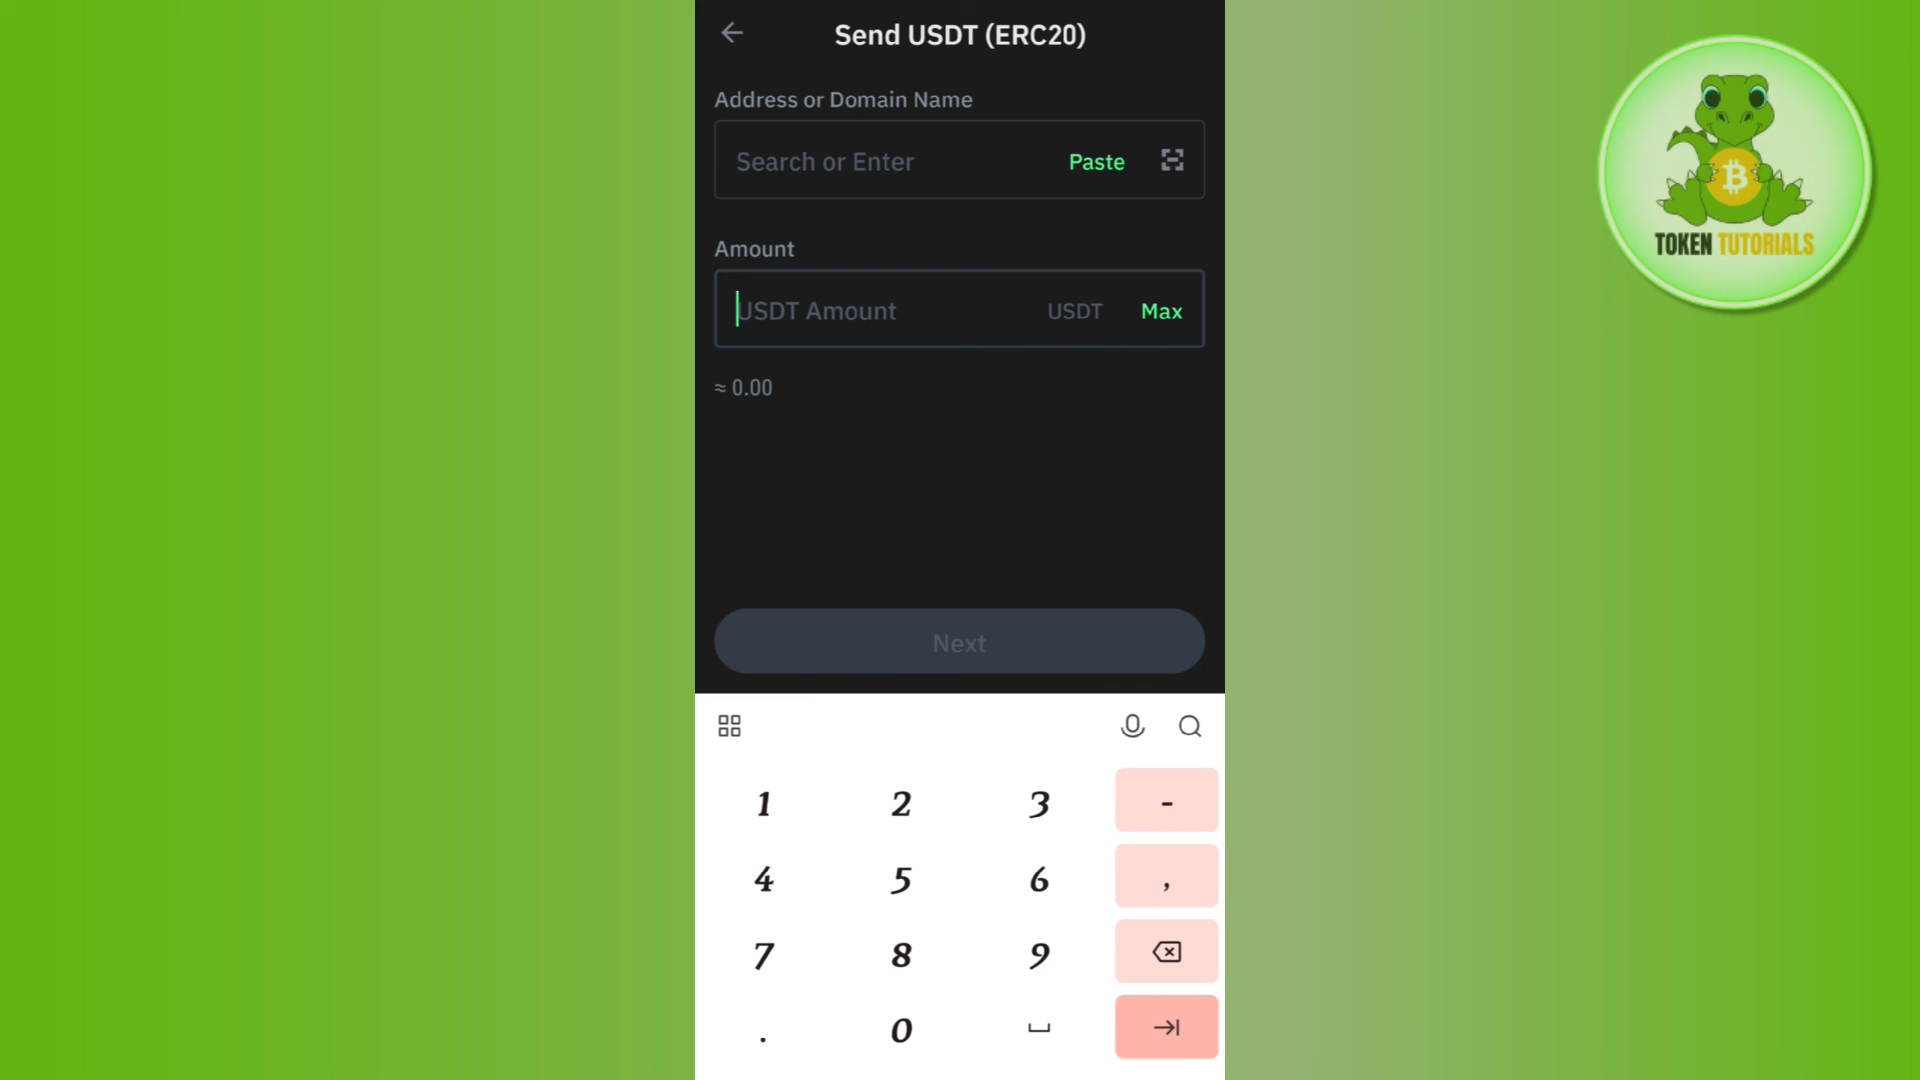 Send USDT (ERC20)
Address or Domain Name
Search or Enter Paste
Amount
USDT Amount USDT Max
≈ 0.00
Next
1 2 3 -
4 5 6 ,
7 8 9
. 0
TOKEN TUTORIALS